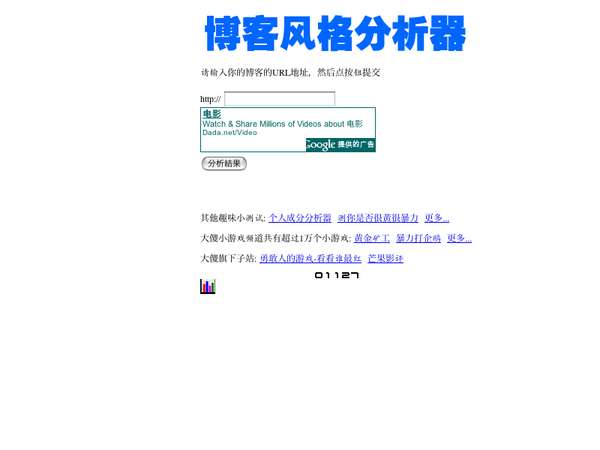 博客风格分析器
请输入你的博客的URL地址，然后点按钮提交
http://
电影
Watch & Share Millions of Videos about 电影
Dada.net/Video
Google 提供的广告
分析結果
其他趣味小测试: 个人成分分析器 测你是否很黄很暴力 更多...
大傻小游戏频道共有超过1万个小游戏: 黄金矿工 暴力打企鹅 更多...
大傻旗下子站: 勇敢人的游戏-看看谁最红 芒果影评
01127